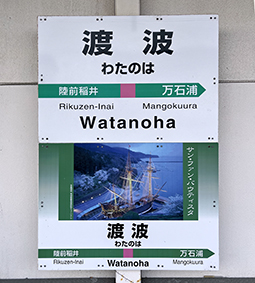 渡波
わたのは
陸前稲井 万石浦
Rikuzen-Inai Mangokuura
Watanoha
サン・ファン・バウティスタ
渡波
わたのは
陸前稲井 万石浦
Rikuzen-Inai Watanoha Mangokuura